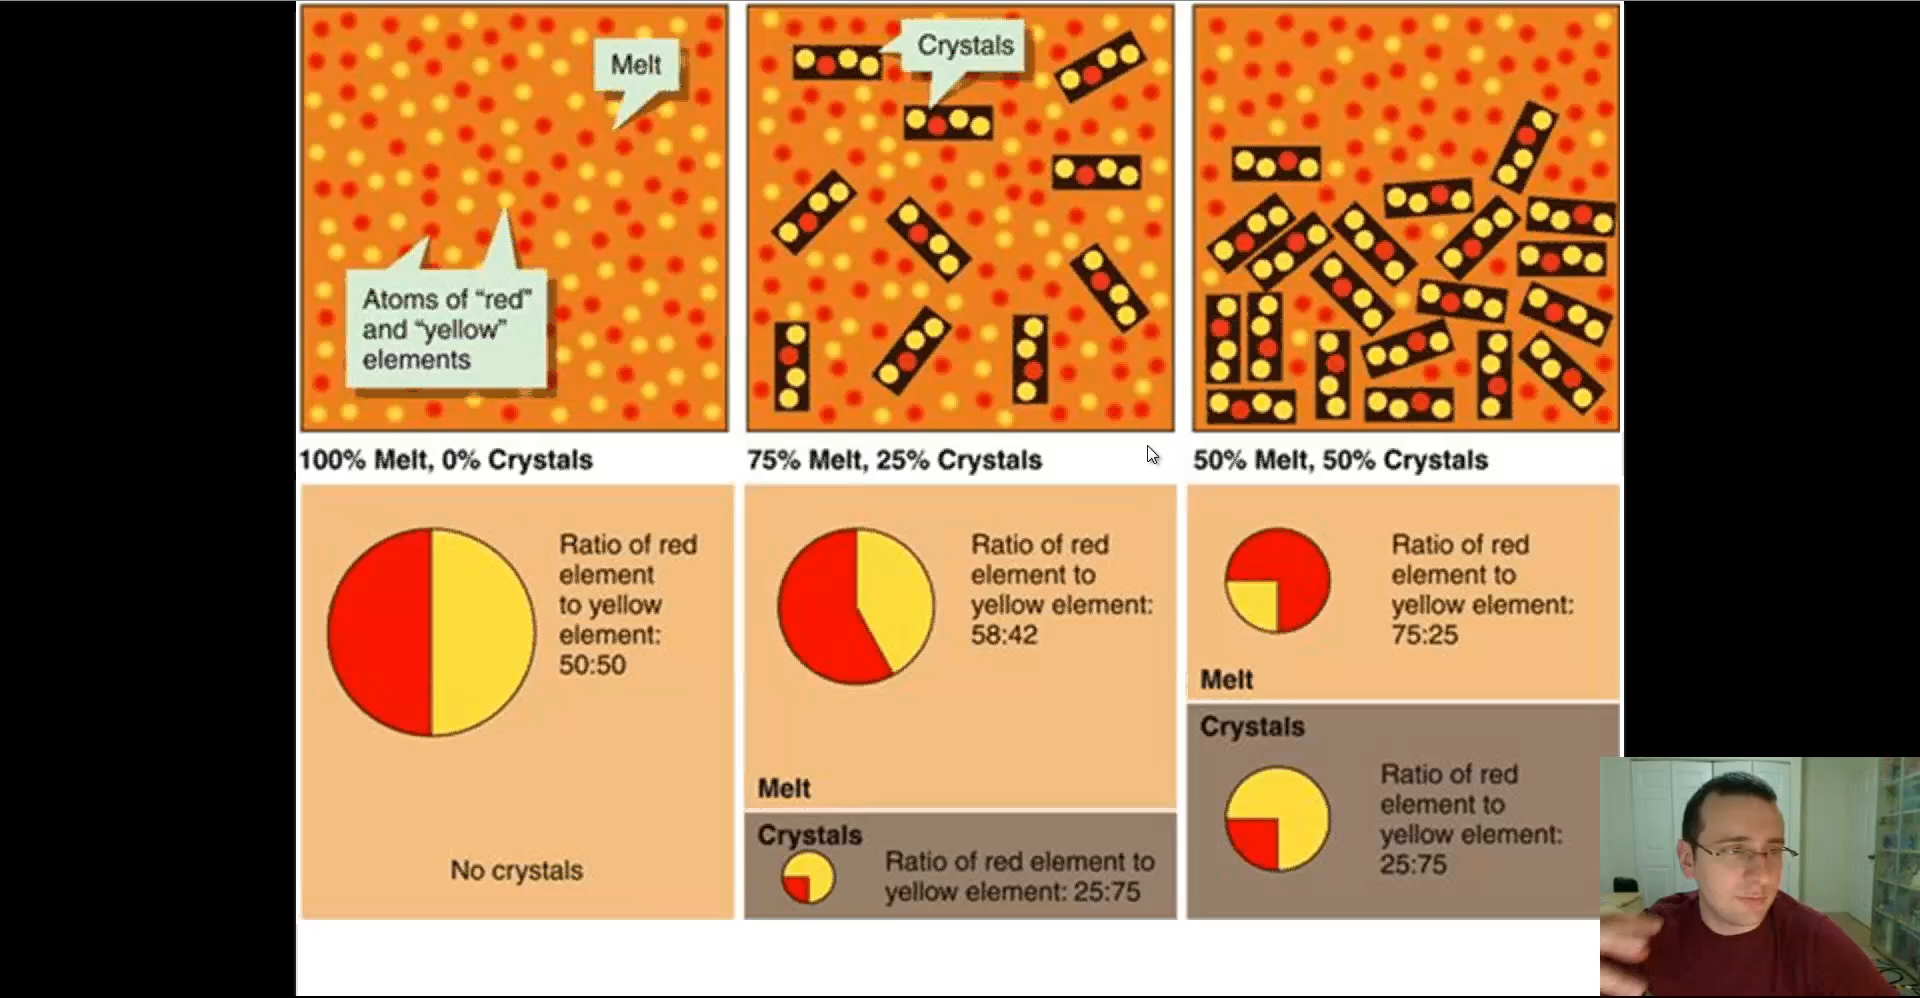 Melt
Atoms of “red”
and “yellow”
elements
Crystals
100% Melt, 0% Crystals
75% Melt, 25% Crystals
50% Melt, 50% Crystals
Ratio of red
element
to yellow
element:
50:50
No crystals
Ratio of red
element to
yellow element:
58:42
Melt
Crystals
Ratio of red element to
yellow element: 25:75
Ratio of red
element to
yellow element:
75:25
Melt
Crystals
Ratio of red
element to
yellow element:
25:75